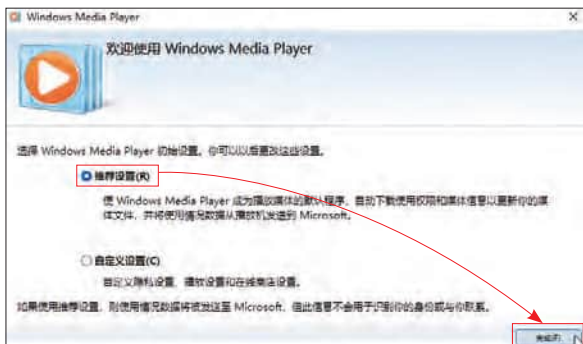 Windows Media Player
欢迎使用 Windows Media Player
选择 Windows Media Player 初始设置。你可以以后更改这些设置。
推荐设置(R)
使 Windows Media Player 成为播放媒体的默认程序，自动下载使用权限和媒体信息以更新你的媒
体文件，并将使用情况数据从播放机发送到 Microsoft。
自定义设置(C)
自定义隐私设置、播放设置和在线商店设置。
如果使用推荐设置，则使用情况数据将被发送至 Microsoft，但此信息不会用于识别你的身份或与你联系。
完成(F)